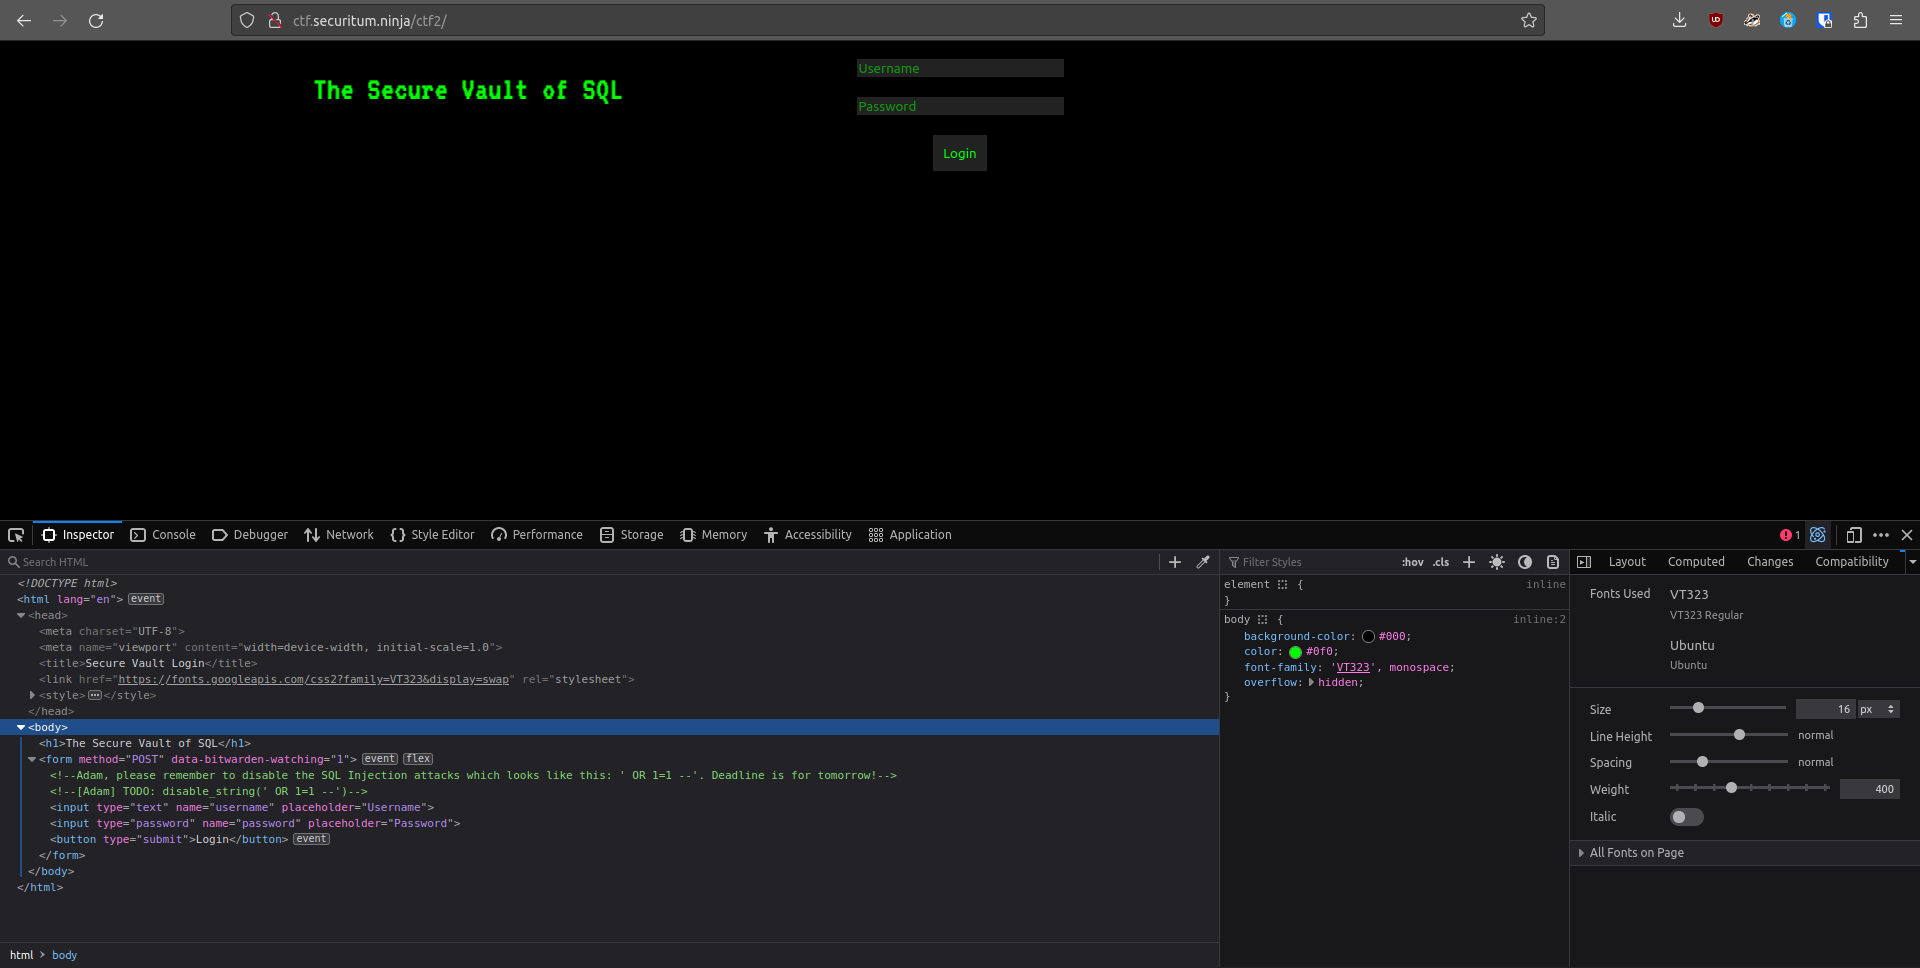 ctf.securitum.ninja/ctf2/
The Secure Vault of SQL
Username
Password
Login
Inspector
Console
Debugger
Network
Style Editor
Performance
Storage
Memory
Accessibility
Application
1
Search HTML
<!DOCTYPE html>
<html lang="en"> event
<head>
<meta charset="UTF-8">
<meta name="viewport" content="width=device-width, initial-scale=1.0">
<title>Secure Vault Login</title>
<link href="https://fonts.googleapis.com/css2?family=VT323&display=swap" rel="stylesheet">
<style></style>
</head>
<body>
<h1>The Secure Vault of SQL</h1>
<form method="POST" data-bitwarden-watching="1"> event flex
<!--Adam, please remember to disable the SQL Injection attacks which looks like this: ' OR 1=1 --'. Deadline is for tomorrow!-->
<!--[Adam] TODO: disable_string(' OR 1=1 --')-->
<input type="text" name="username" placeholder="Username">
<input type="password" name="password" placeholder="Password">
<button type="submit">Login</button> event
</form>
</body>
</html>
html > body
Filter Styles
:hov .cls
element { inline
}
body { inline:2
background-color: #000;
color: #0f0;
font-family: 'VT323', monospace;
overflow: hidden;
}
Layout
Computed
Changes
Compatibility
Fonts Used VT323
VT323 Regular
Ubuntu
Ubuntu
Size 16 px
Line Height normal
Spacing normal
Weight 400
Italic
All Fonts on Page